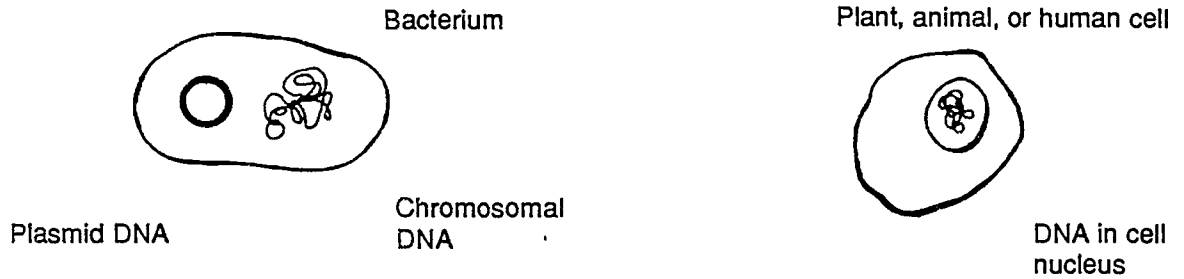 Bacterium
Plant, animal, or human cell
Plasmid DNA
Chromosomal
DNA
DNA in cell
nucleus